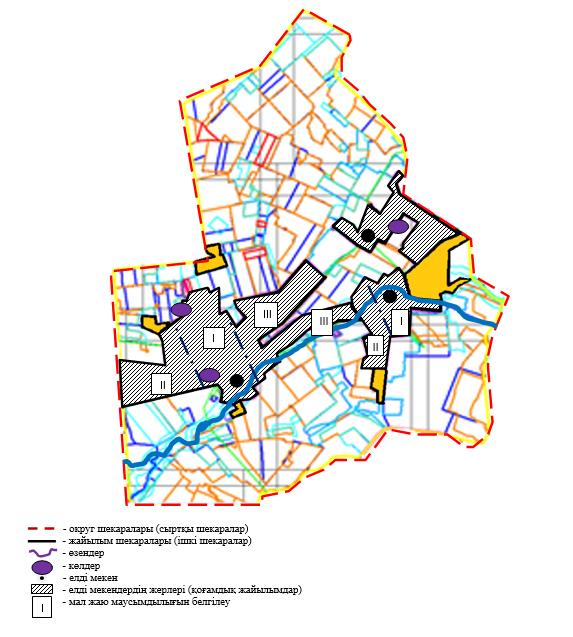 III
III
I
I
II
II
- округ шекаралары (сыртқы шекаралар)
- жайылым шекаралары (ішкі шекаралар)
- өзендер
- көлдер
- елді мекен
- елді мекендердің жерлері (қоғамдық жайылымдар)
I - мал жаю маусымдылығын белгілеу